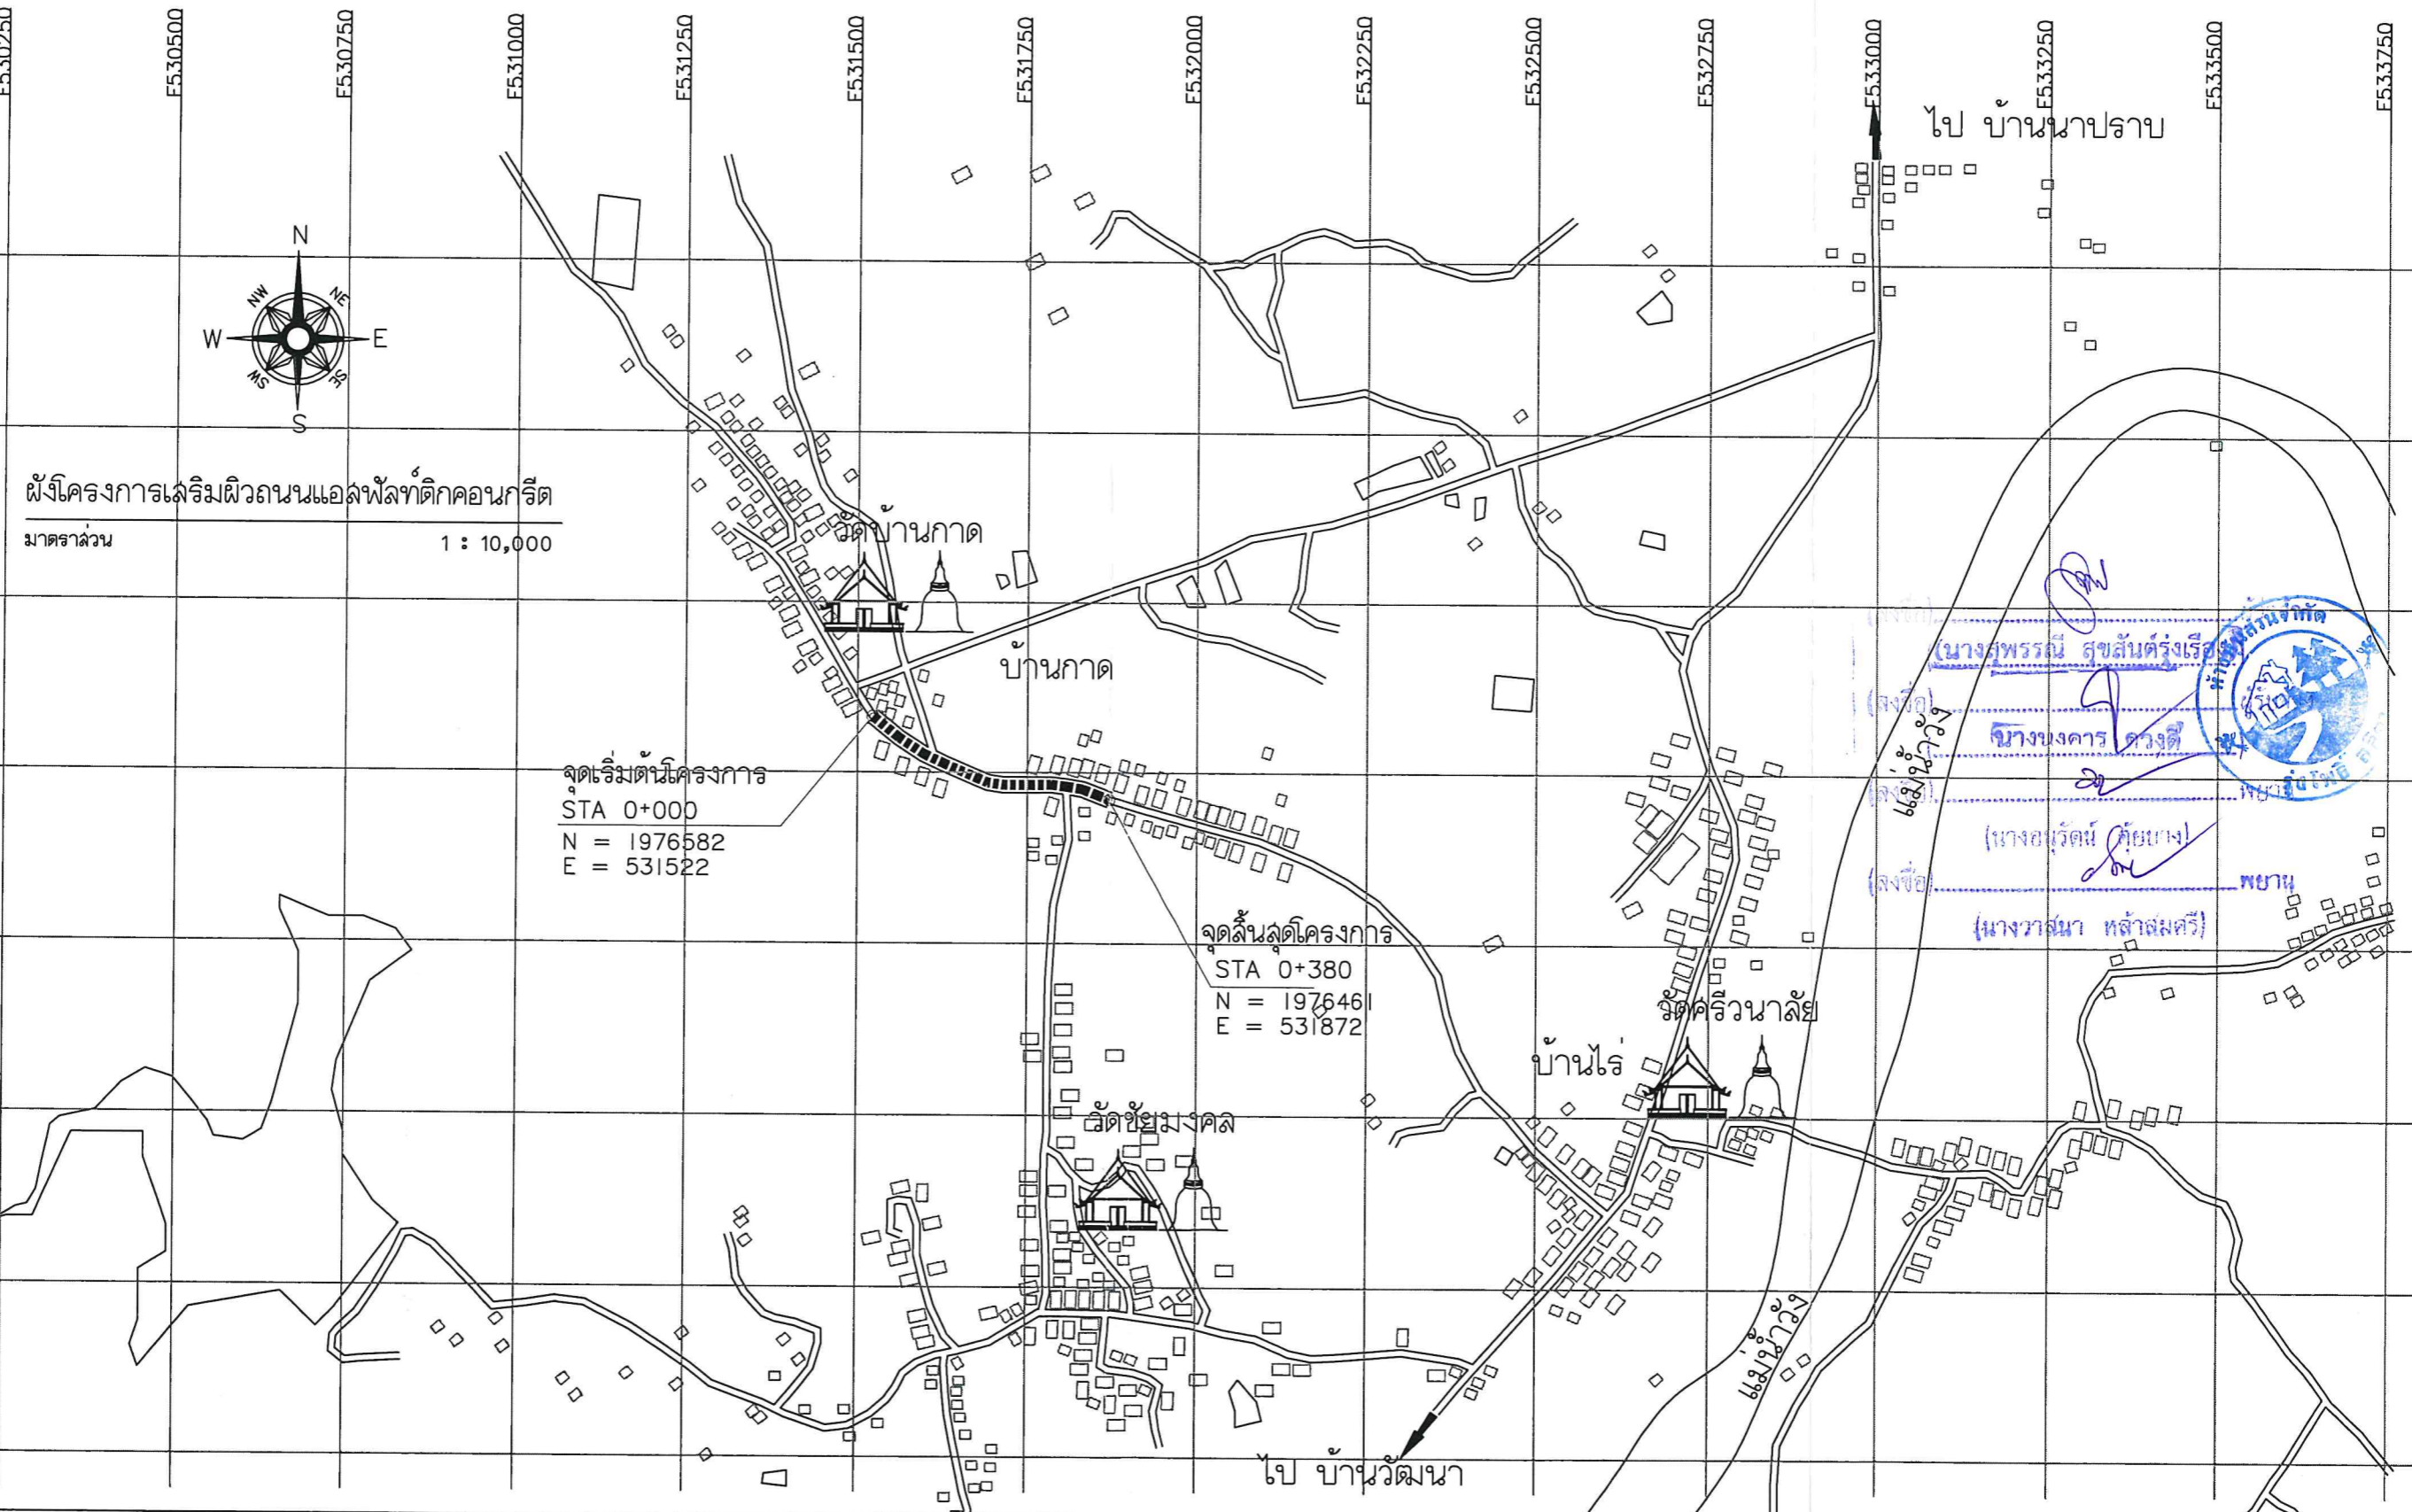 E530250
E530500
E530750
E531000
E531250
E531500
E531750
E532000
E532250
E532500
E532750
E533000
E533250
E533500
E533750
ไป บ้านนาปราบ
N
NW
NE
W
E
SW
SE
S
ผังโครงการเสริมผิวถนนแอสฟัลท์ติกคอนกรีต
มาตราส่วน 1 : 10,000
วัดบ้านกาด
บ้านกาด
(นางสุพรรณี สุขสันต์รุ่งเรือง)
ห้างหุ้นส่วนจำกัด
(ลงชื่อ)
นางบงคาร ดวงดี
แม่น้ำวัง
จุดเริ่มต้นโครงการ
STA 0+000
N = 1976582
E = 531522
(ลงชื่อ) พยาน
(ลงชื่อ) พยาน
(นางวาสนา หล้าสมศรี)
จุดสิ้นสุดโครงการ
STA 0+380
N = 1976461
E = 531872
วัดศรีวนาลัย
บ้านไร่
วัดชัยมงคล
แม่น้ำวัง
ไป บ้านวัฒนา